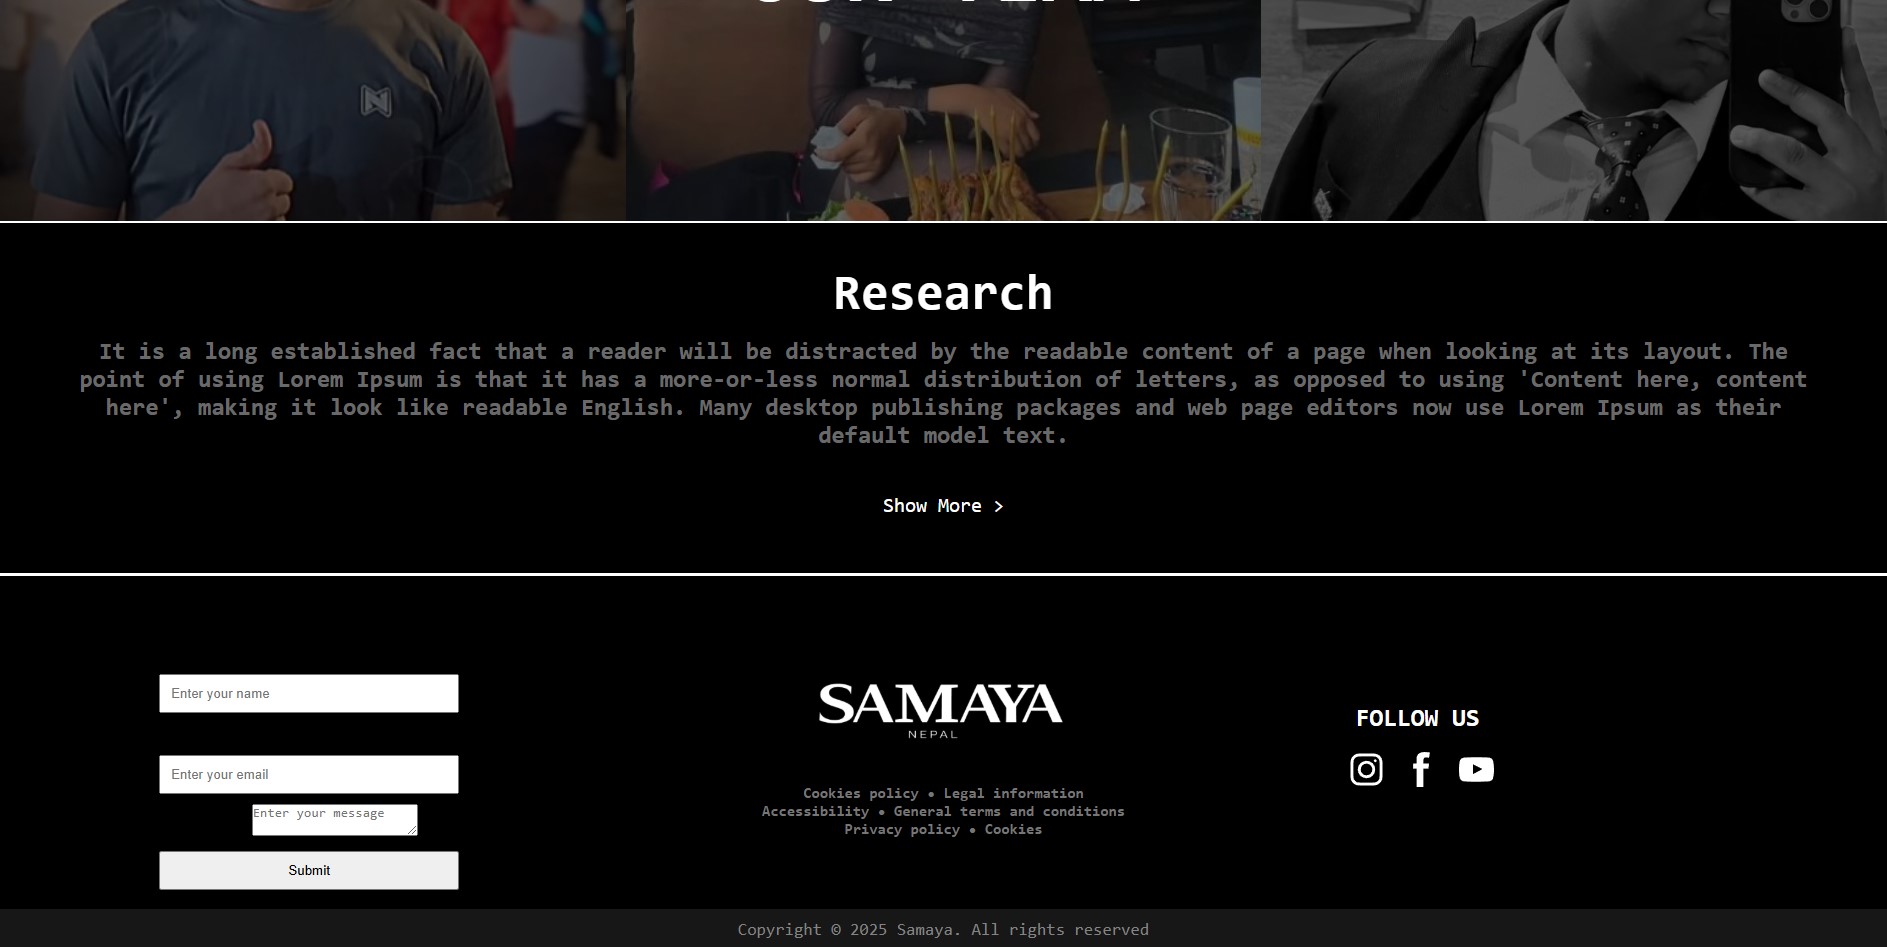 OUR TEAM
Research
It is a long established fact that a reader will be distracted by the readable content of a page when looking at its layout. The
point of using Lorem Ipsum is that it has a more-or-less normal distribution of letters, as opposed to using 'Content here, content
here', making it look like readable English. Many desktop publishing packages and web page editors now use Lorem Ipsum as their
default model text.
Show More >
Enter your name
Enter your email
Enter your message
Submit
SAMAYA
NEPAL
Cookies policy • Legal information
Accessibility • General terms and conditions
Privacy policy • Cookies
FOLLOW US
Copyright © 2025 Samaya. All rights reserved